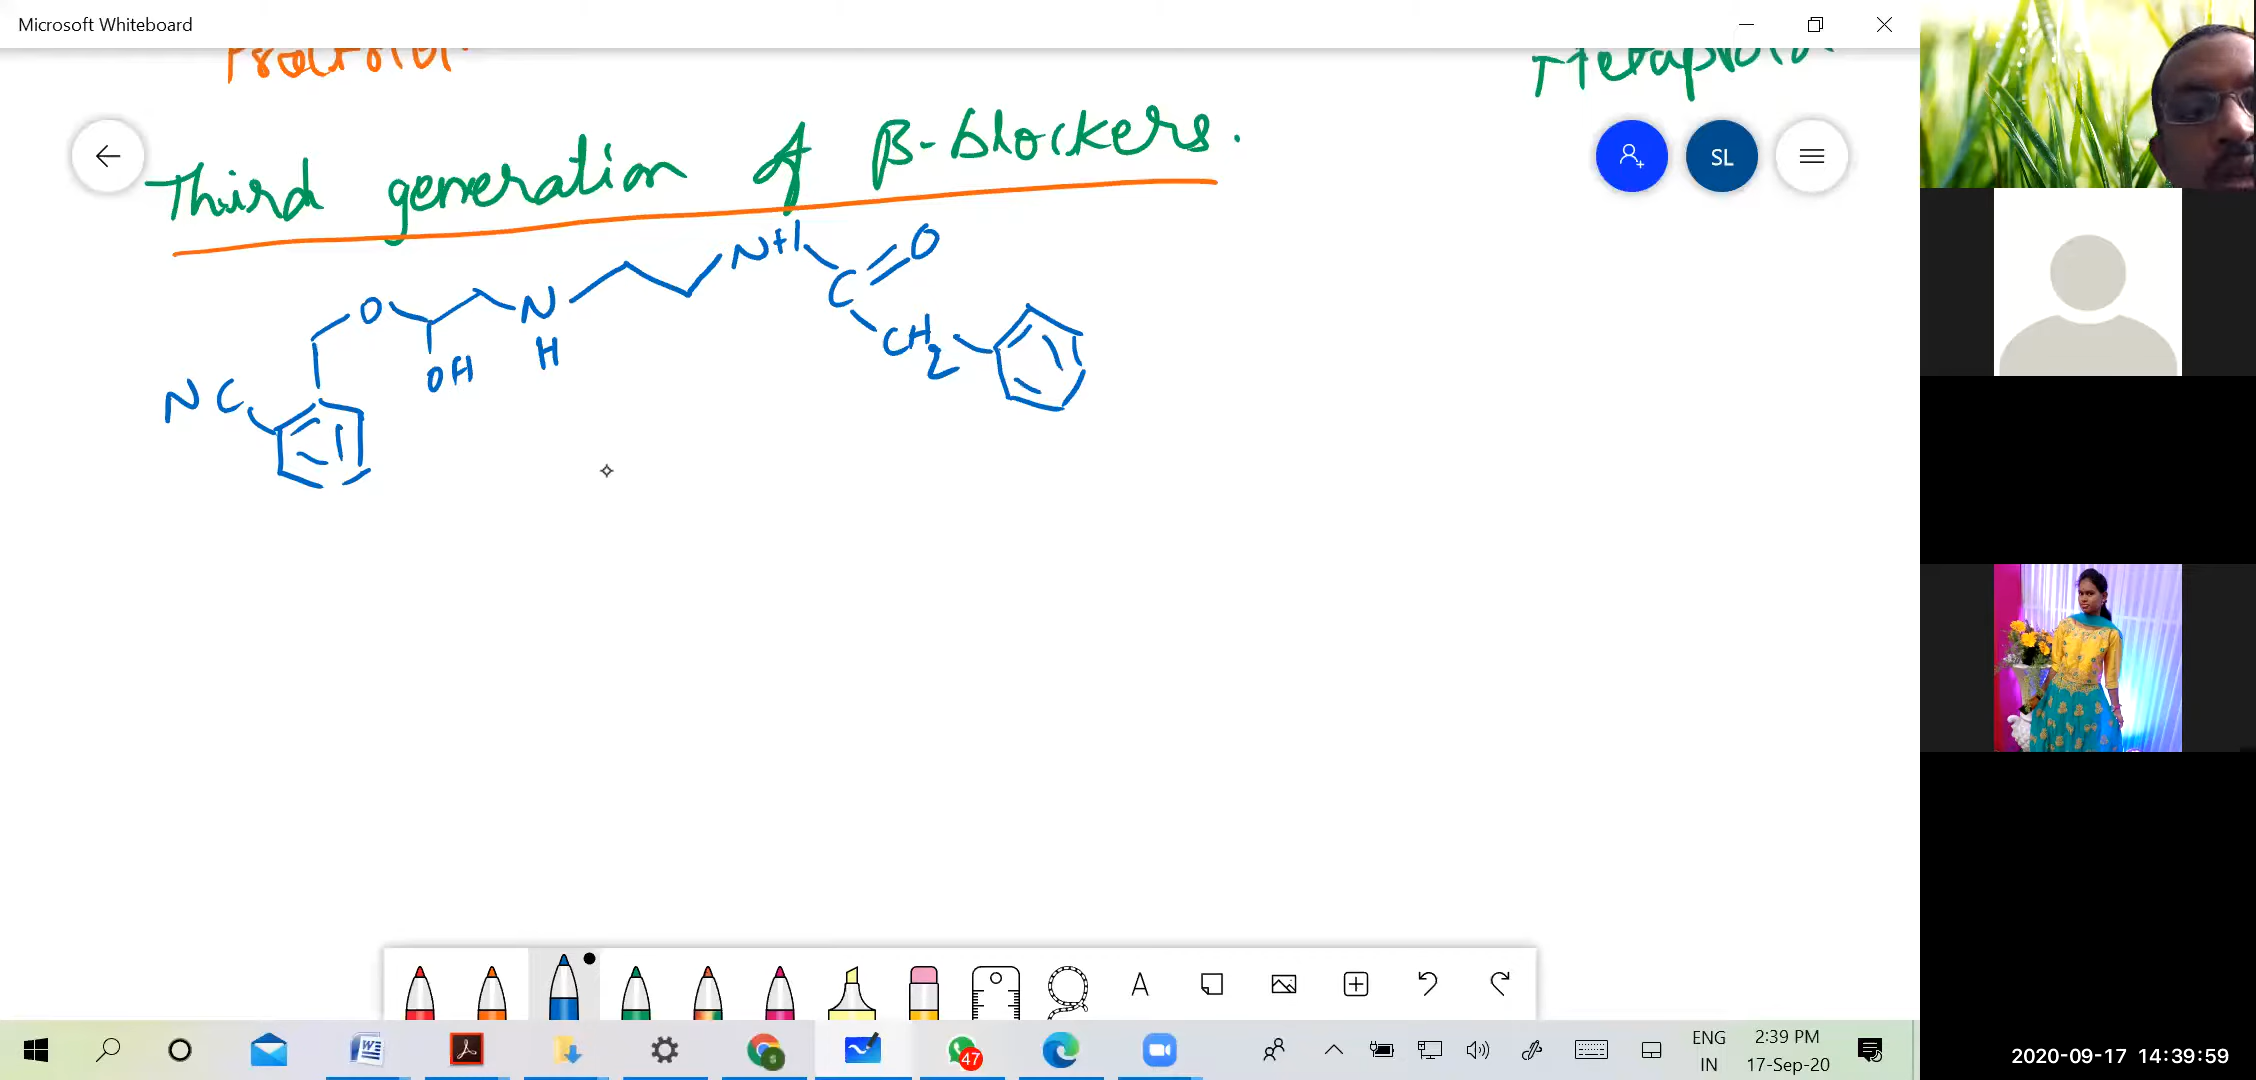 Microsoft Whiteboard
Practolol.
Third generation of β-blockers.
SL
NH
O
C
O
N
H
OH
CH2
NC
A
47
ENG
IN
2:39 PM
17-Sep-20
2020-09-17 14:39:59